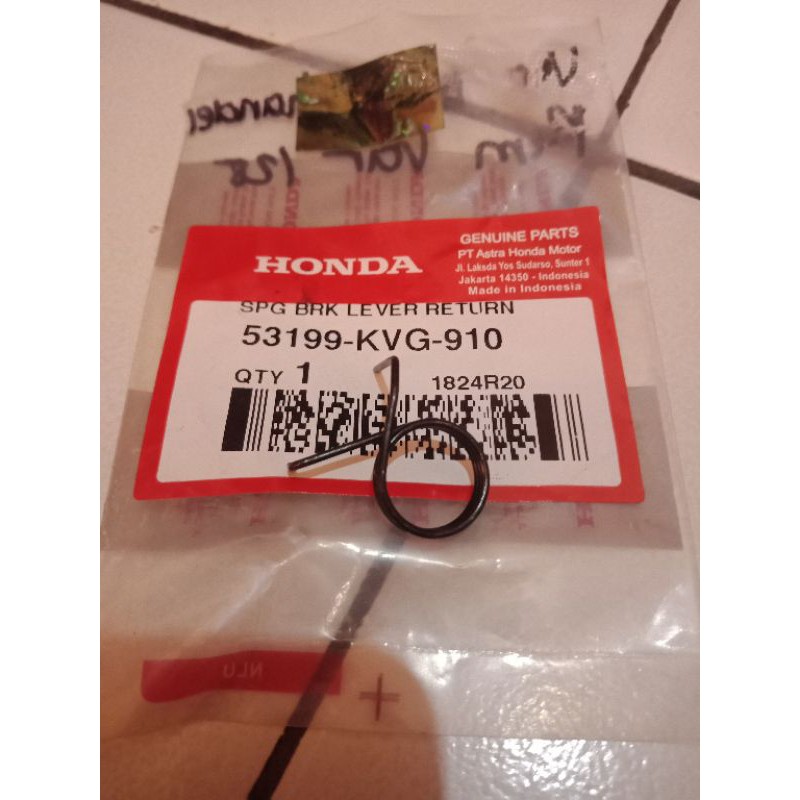 HONDA
GENUINE PARTS
PT Astra Honda Motor
Jl. Laksda Yos Sudarso, Sunter 1
Jakarta 14350 - Indonesia
Made in Indonesia
SPG BRK LEVER RETURN
53199-KVG-910
QTY 1
1824R20